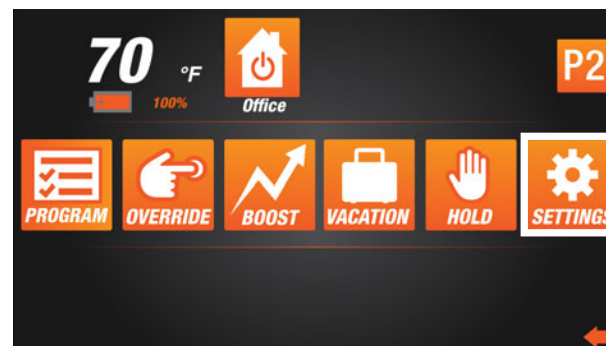 70 °F
100%
Office
P2
PROGRAM OVERRIDE BOOST VACATION HOLD SETTINGS